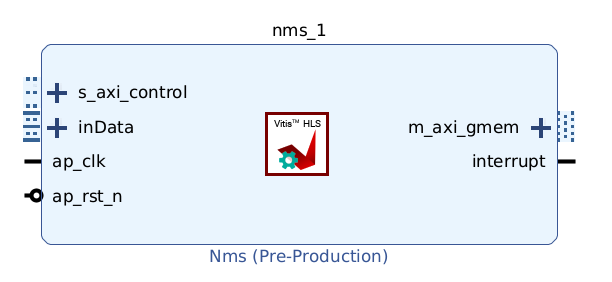 nms_1
s_axi_control
inData
ap_clk
ap_rst_n
Vitis™ HLS
m_axi_gmem
interrupt
Nms (Pre-Production)